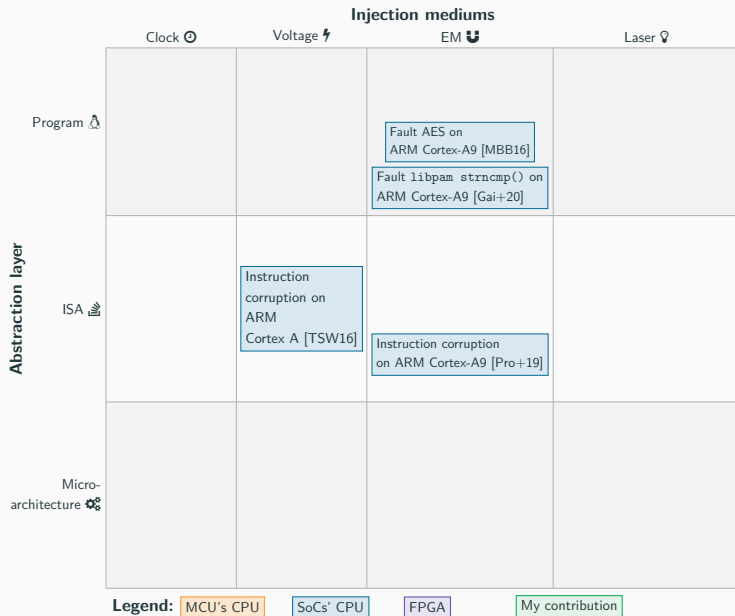 Injection mediums
Clock
Voltage
EM
Laser
Abstraction layer
Program
Fault AES on
ARM Cortex-A9 [MBB16]
Fault libpam strncmp() on
ARM Cortex-A9 [Gai+20]
ISA
Instruction
corruption on
ARM
Cortex A [TSW16]
Instruction corruption
on ARM Cortex-A9 [Pro+19]
Micro-
architecture
Legend: MCU's CPU SoCs' CPU FPGA My contribution